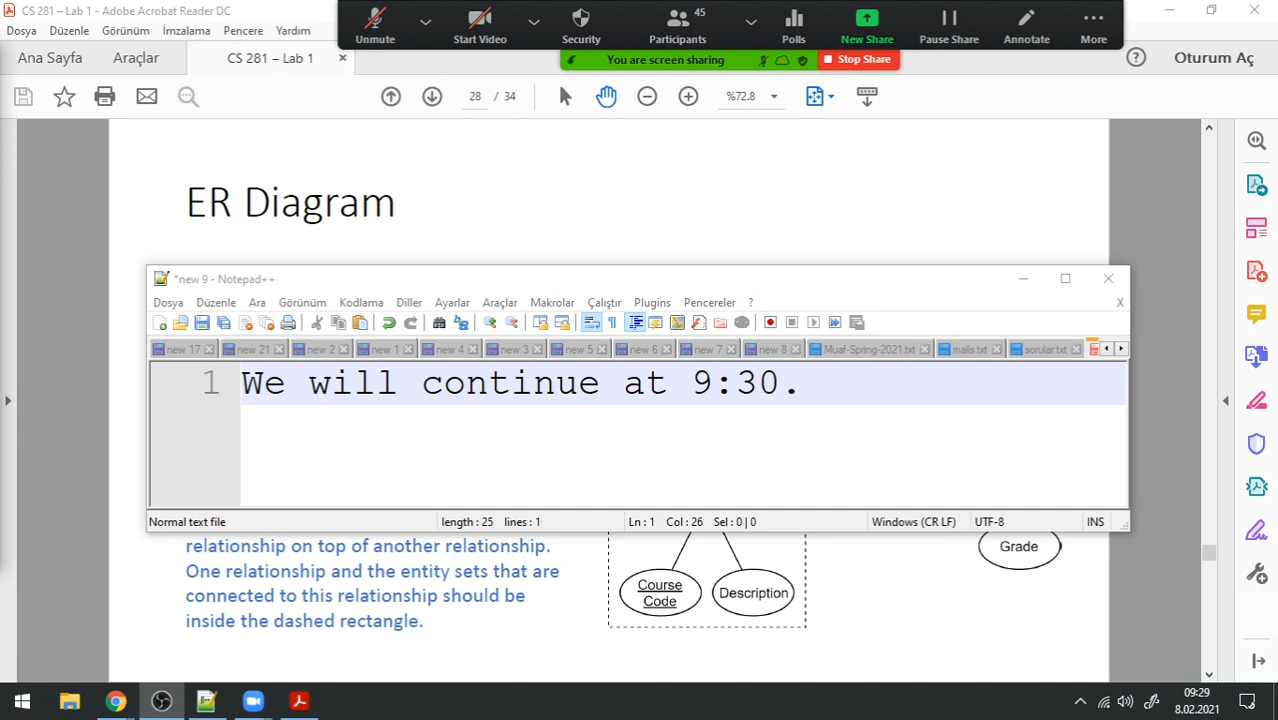 CS 281 – Lab 1 - Adobe Acrobat Reader DC
Dosya Düzenle Görünüm İmzalama Pencere Yardım
Ana Sayfa Araçlar CS 281 – Lab 1 Oturum Aç
Unmute Start Video Security Participants 45 Polls New Share Pause Share Annotate More
You are screen sharing Stop Share
28 / 34 %72.8
ER Diagram
*new 9 - Notepad++
Dosya Düzenle Ara Görünüm Kodlama Diller Ayarlar Araçlar Makrolar Çalıştır Plugins Pencereler ? X
new 17 new 21 new 2 new 1 new 4 new 3 new 5 new 6 new 7 new 8 Muaf-Spring-2021.txt mails.txt sorular.txt
1 We will continue at 9:30.
Normal text file length : 25 lines : 1 Ln : 1 Col : 26 Sel : 0 | 0 Windows (CR LF) UTF-8 INS
relationship on top of another relationship.
One relationship and the entity sets that are
connected to this relationship should be
inside the dashed rectangle.
Course
Code
Description
Grade
09:29
8.02.2021